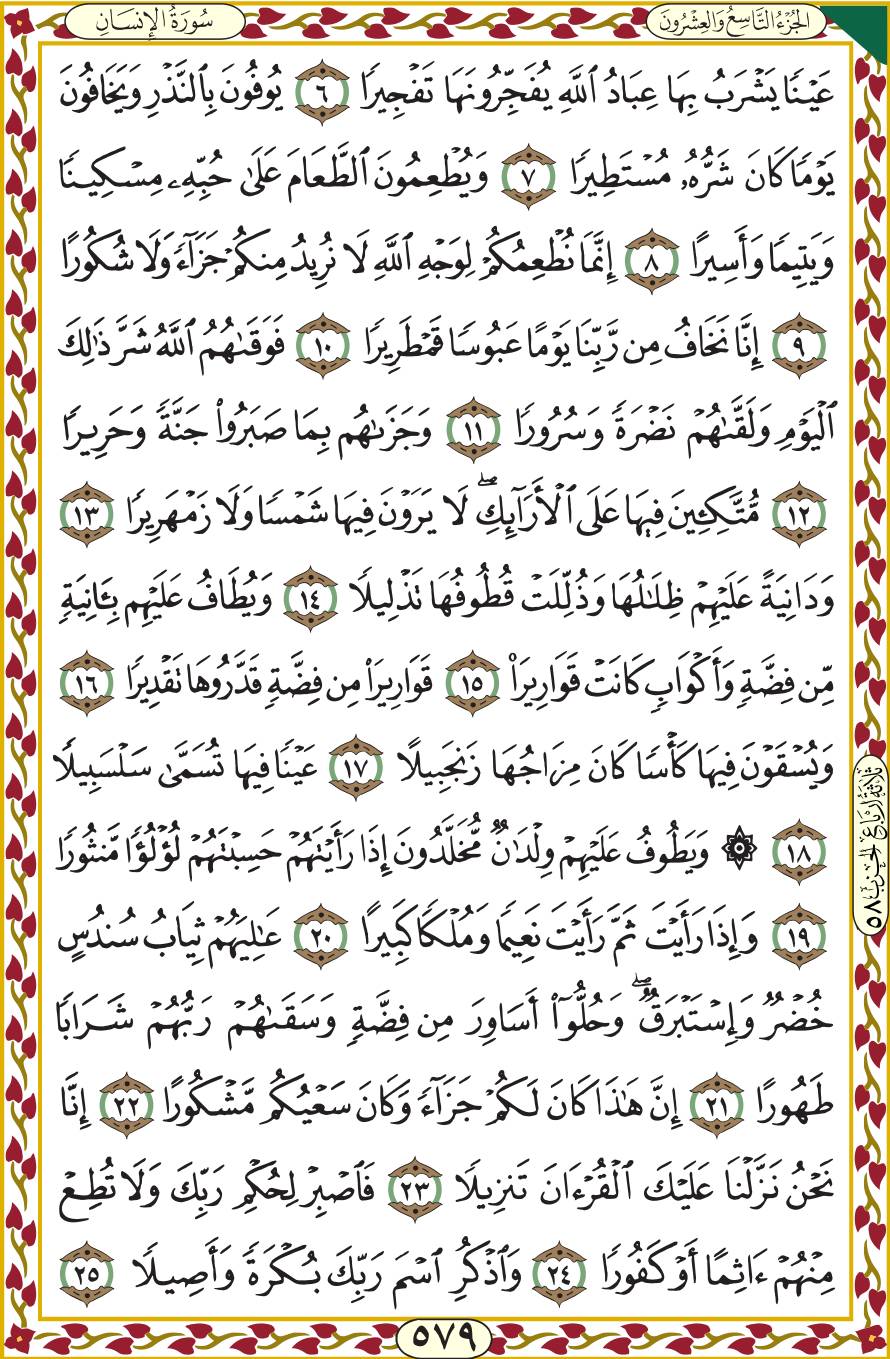 الجُزْءُ التَّاسِعُ وَالعِشْرُونَ
سُورَةُ الإِنسَانِ
عَيْنًا يَشْرَبُ بِهَا عِبَادُ ٱللَّهِ يُفَجِّرُونَهَا تَفْجِيرًا ٦ يُوفُونَ بِٱلنَّذْرِ وَيَخَافُونَ
يَوْمًا كَانَ شَرُّهُۥ مُسْتَطِيرًا ٧ وَيُطْعِمُونَ ٱلطَّعَامَ عَلَىٰ حُبِّهِۦ مِسْكِينًا
وَيَتِيمًا وَأَسِيرًا ٨ إِنَّمَا نُطْعِمُكُمْ لِوَجْهِ ٱللَّهِ لَا نُرِيدُ مِنكُمْ جَزَآءً وَلَا شُكُورًا
٩ إِنَّا نَخَافُ مِن رَّبِّنَا يَوْمًا عَبُوسًا قَمْطَرِيرًا ١٠ فَوَقَىٰهُمُ ٱللَّهُ شَرَّ ذَٰلِكَ
ٱلْيَوْمِ وَلَقَّىٰهُمْ نَضْرَةً وَسُرُورًا ١١ وَجَزَىٰهُم بِمَا صَبَرُوا۟ جَنَّةً وَحَرِيرًا
١٢ مُّتَّكِـِٔينَ فِيهَا عَلَى ٱلْأَرَآئِكِ ۖ لَا يَرَوْنَ فِيهَا شَمْسًا وَلَا زَمْهَرِيرًا ١٣
وَدَانِيَةً عَلَيْهِمْ ظِلَٰلُهَا وَذُلِّلَتْ قُطُوفُهَا تَذْلِيلًا ١٤ وَيُطَافُ عَلَيْهِم بِـَٔانِيَةٍ
مِّن فِضَّةٍ وَأَكْوَابٍ كَانَتْ قَوَارِيرَا۠ ١٥ قَوَارِيرَا۟ مِن فِضَّةٍ قَدَّرُوهَا تَقْدِيرًا ١٦
وَيُسْقَوْنَ فِيهَا كَأْسًا كَانَ مِزَاجُهَا زَنجَبِيلًا ١٧ عَيْنًا فِيهَا تُسَمَّىٰ سَلْسَبِيلًا
١٨ ۞ وَيَطُوفُ عَلَيْهِمْ وِلْدَٰنٌ مُّخَلَّدُونَ إِذَا رَأَيْتَهُمْ حَسِبْتَهُمْ لُؤْلُؤًا مَّنثُورًا
١٩ وَإِذَا رَأَيْتَ ثَمَّ رَأَيْتَ نَعِيمًا وَمُلْكًا كَبِيرًا ٢٠ عَٰلِيَهُمْ ثِيَابُ سُندُسٍ
خُضْرٌ وَإِسْتَبْرَقٌ ۖ وَحُلُّوٓا۟ أَسَاوِرَ مِن فِضَّةٍ وَسَقَىٰهُمْ رَبُّهُمْ شَرَابًا
طَهُورًا ٢١ إِنَّ هَٰذَا كَانَ لَكُمْ جَزَآءً وَكَانَ سَعْيُكُم مَّشْكُورًا ٢٢ إِنَّا
نَحْنُ نَزَّلْنَا عَلَيْكَ ٱلْقُرْءَانَ تَنزِيلًا ٢٣ فَٱصْبِرْ لِحُكْمِ رَبِّكَ وَلَا تُطِعْ
مِنْهُمْ ءَاثِمًا أَوْ كَفُورًا ٢٤ وَٱذْكُرِ ٱسْمَ رَبِّكَ بُكْرَةً وَأَصِيلًا ٢٥
ثلاثة أرباع الحزب ٥٨
٥٧٩